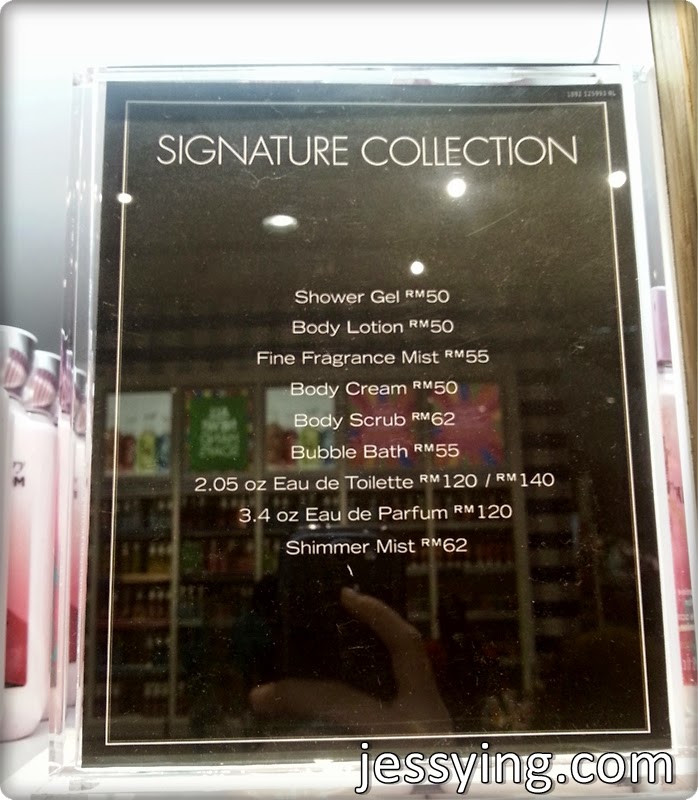 SIGNATURE COLLECTION
Shower Gel RM50
Body Lotion RM50
Fine Fragrance Mist RM55
Body Cream RM50
Body Scrub RM62
Bubble Bath RM55
2.05 oz Eau de Toilette RM120 / RM140
3.4 oz Eau de Parfum RM120
Shimmer Mist RM62
jessying.com